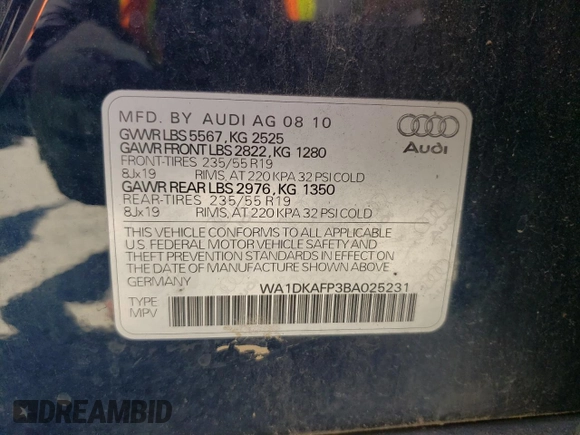 MFD. BY AUDI AG 08 10
GVWR LBS 5567, KG 2525
GAWR FRONT LBS 2822, KG 1280
FRONT-TIRES 235/55 R19
8Jx19 RIMS, AT 220 KPA 32 PSI COLD
GAWR REAR LBS 2976, KG 1350
REAR-TIRES 235/55 R19
8Jx19 RIMS, AT 220 KPA 32 PSI COLD
Audi
THIS VEHICLE CONFORMS TO ALL APPLICABLE
U.S. FEDERAL MOTOR VEHICLE SAFETY AND
THEFT PREVENTION STANDARDS IN EFFECT ON
THE DATE OF MANUFACTURE SHOWN ABOVE.
GERMANY
WA1DKAFP3BA025231
TYPE
MPV
DREAMBID